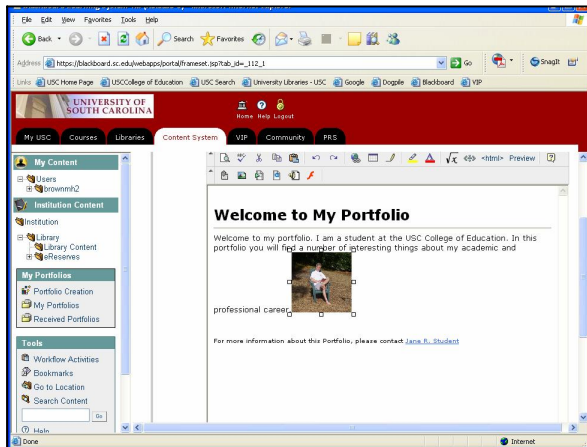 File Edit View Favorites Tools Help
Back Search Favorites
Address https://blackboard.sc.edu/webapps/portal/frameset.jsp?tab_id=_112_1 Go SnagIt
Links USC Home Page USCCollege of Education USC Search University Libraries - USC Google Dogpile Blackboard VIP
UNIVERSITY OF
SOUTH CAROLINA
Home Help Logout
My USC Courses Libraries Content System VIP Community PRS
My Content
Users
brownmh2
Institution Content
Institution
Library
Library Content
eReserves
My Portfolios
Portfolio Creation
My Portfolios
Received Portfolios
Tools
Workflow Activities
Bookmarks
Go to Location
Search Content
Go
Help
<html> Preview
Welcome to My Portfolio
Welcome to my portfolio. I am a student at the USC College of Education. In this
portfolio you will find a number of interesting things about my academic and
professional career.
For more information about this Portfolio, please contact Jane R. Student
Done Internet